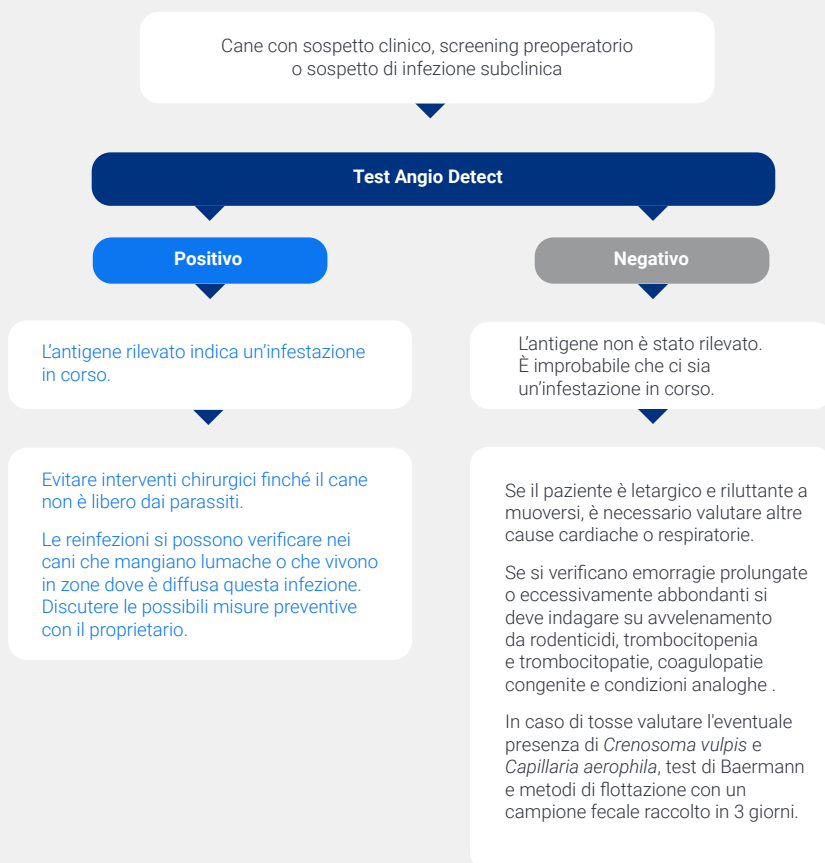 Cane con sospetto clinico, screening preoperatorio
o sospetto di infezione subclinica
Test Angio Detect
Positivo
Negativo
L'antigene rilevato indica un'infestazione
in corso.
L'antigene non è stato rilevato.
È improbabile che ci sia
un'infestazione in corso.
Evitare interventi chirurgici finché il cane
non è libero dai parassiti.
Le reinfezioni si possono verificare nei
cani che mangiano lumache o che vivono
in zone dove è diffusa questa infezione.
Discutere le possibili misure preventive
con il proprietario.
Se il paziente è letargico e riluttante a
muoversi, è necessario valutare altre
cause cardiache o respiratorie.
Se si verificano emorragie prolungate
o eccessivamente abbondanti si
deve indagare su avvelenamento
da rodenticidi, trombocitopenia
e trombocitopatie, coagulopatie
congenite e condizioni analoghe .
In caso di tosse valutare l'eventuale
presenza di Crenosoma vulpis e
Capillaria aerophila, test di Baermann
e metodi di flottazione con un
campione fecale raccolto in 3 giorni.